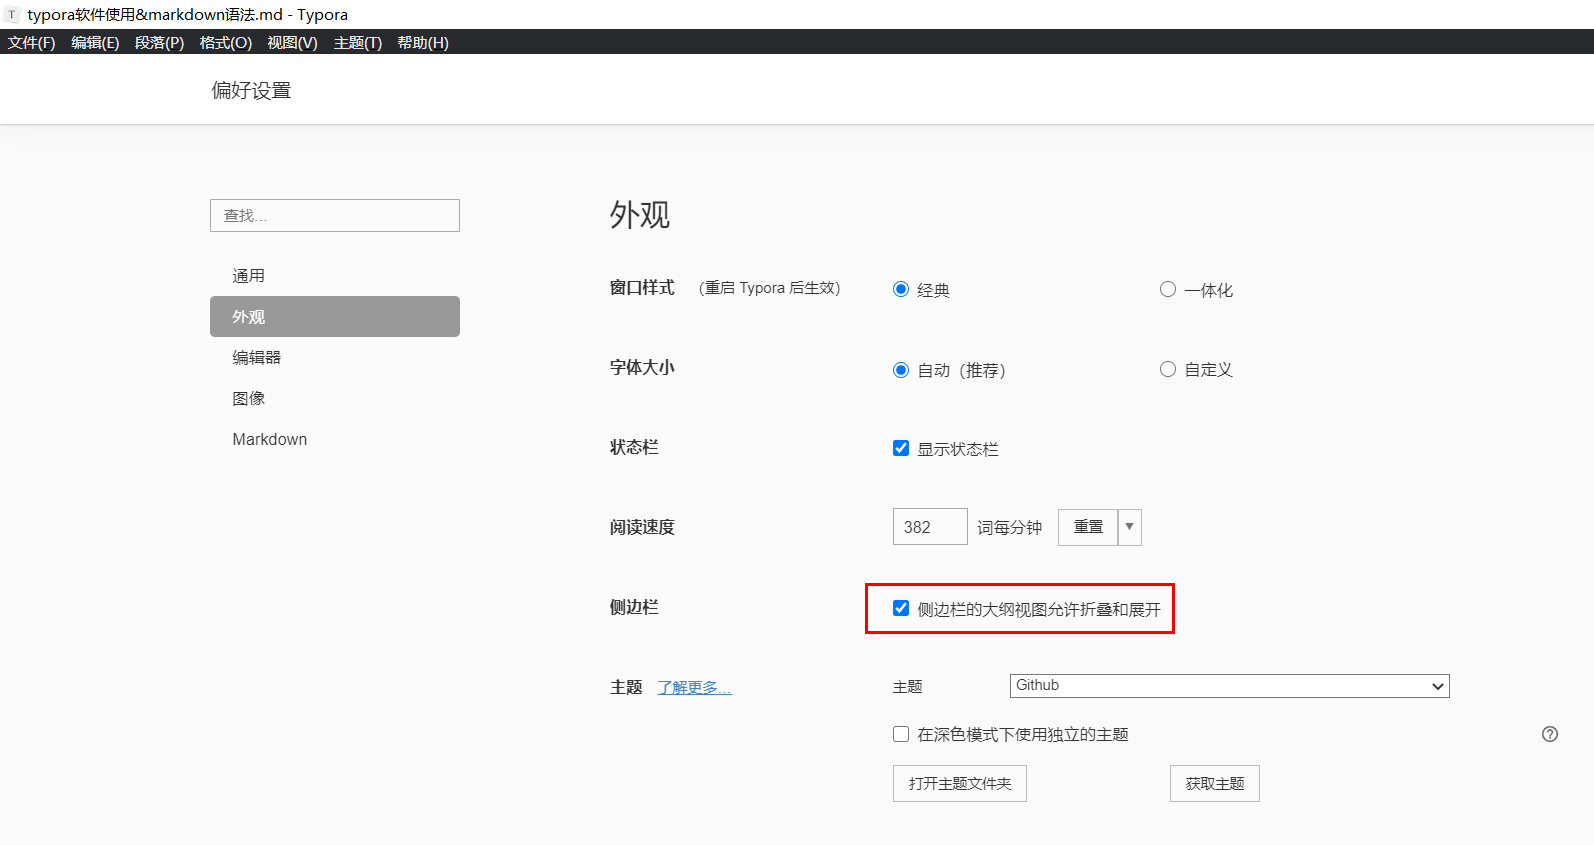 T typora软件使用&markdown语法.md - Typora
文件(F) 编辑(E) 段落(P) 格式(O) 视图(V) 主题(T) 帮助(H)
偏好设置
查找...
通用
外观
编辑器
图像
Markdown
外观
窗口样式 (重启 Typora 后生效) 经典 一体化
字体大小 自动（推荐） 自定义
状态栏 显示状态栏
阅读速度 382 词每分钟 重置
侧边栏 侧边栏的大纲视图允许折叠和展开
主题 了解更多... 主题 Github
在深色模式下使用独立的主题
打开主题文件夹 获取主题